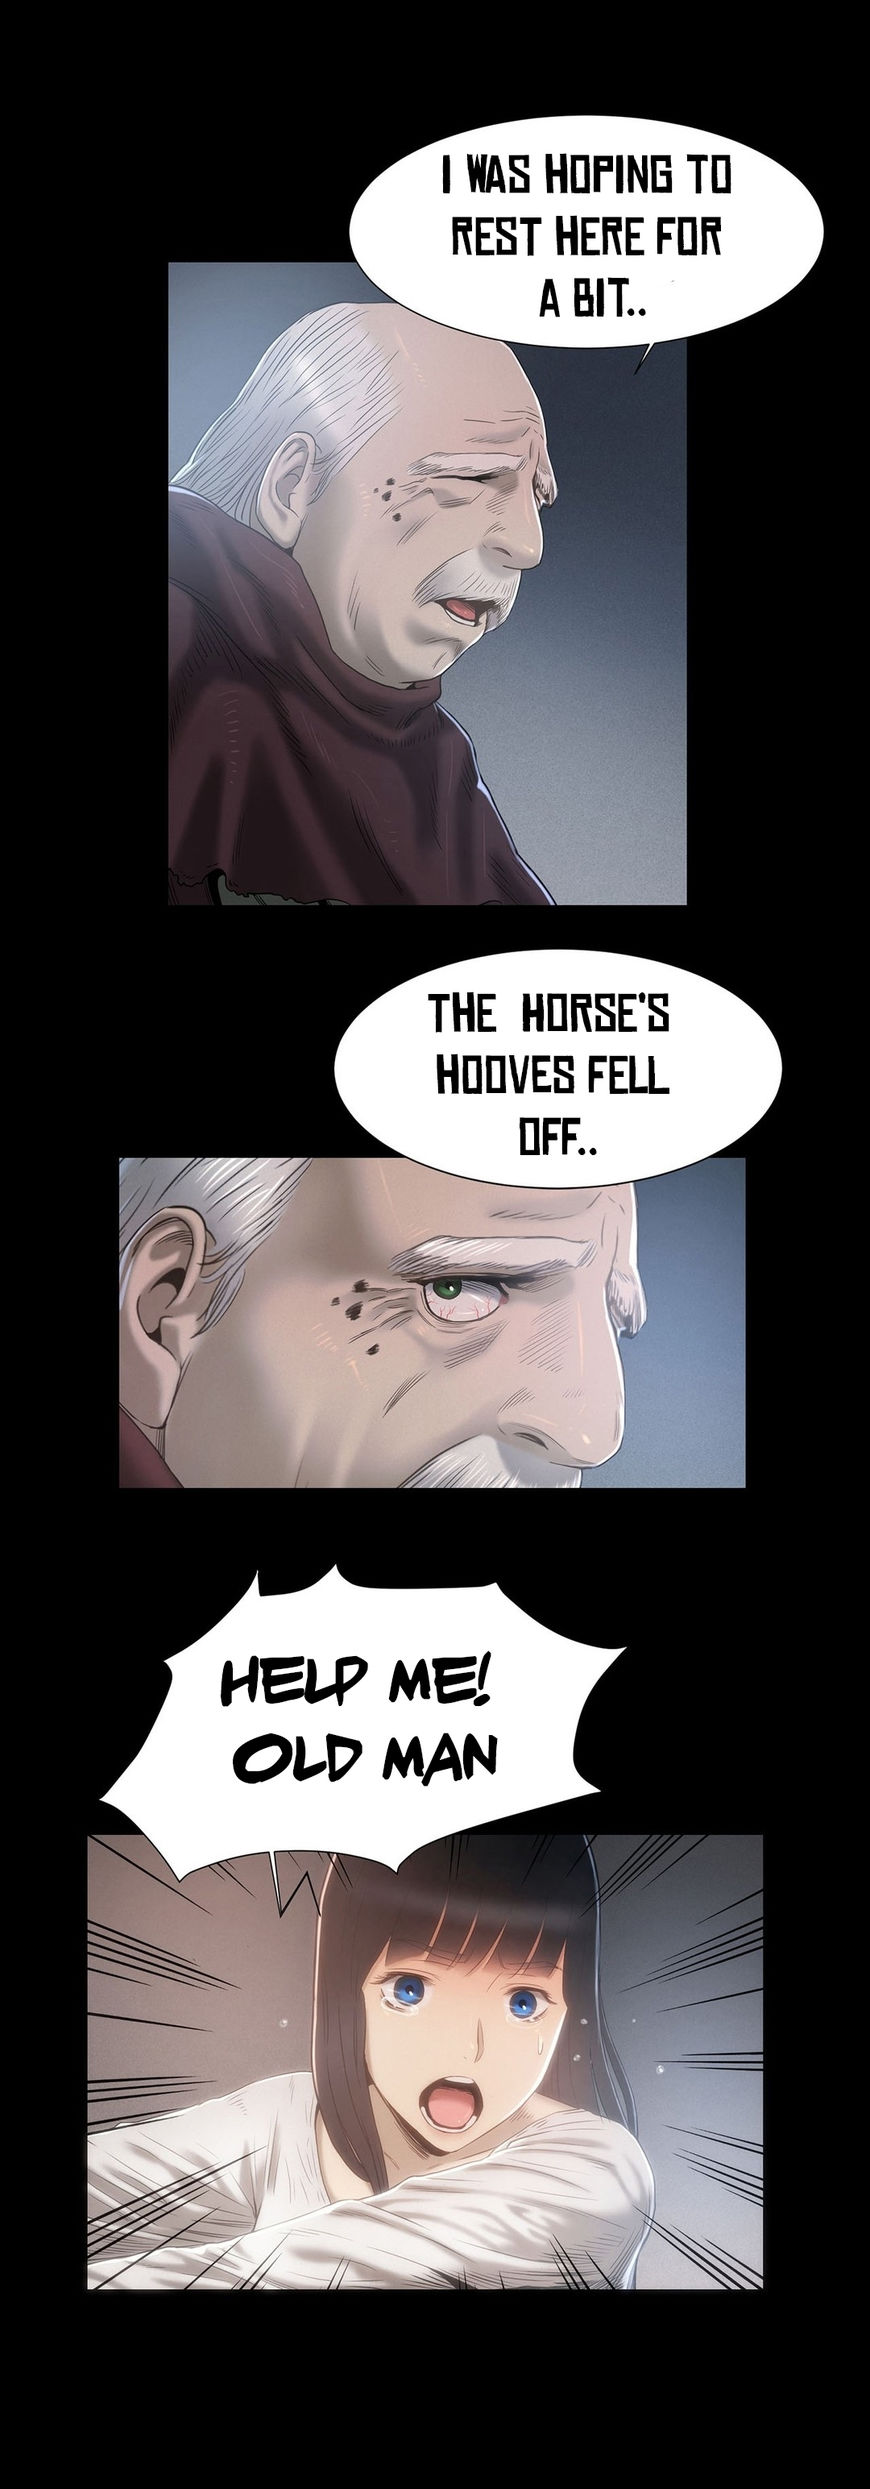 I WAS HOPING TO
REST HERE FOR
A BIT..
THE HORSE'S
HOOVES FELL
OFF..
HELP ME!
OLD MAN